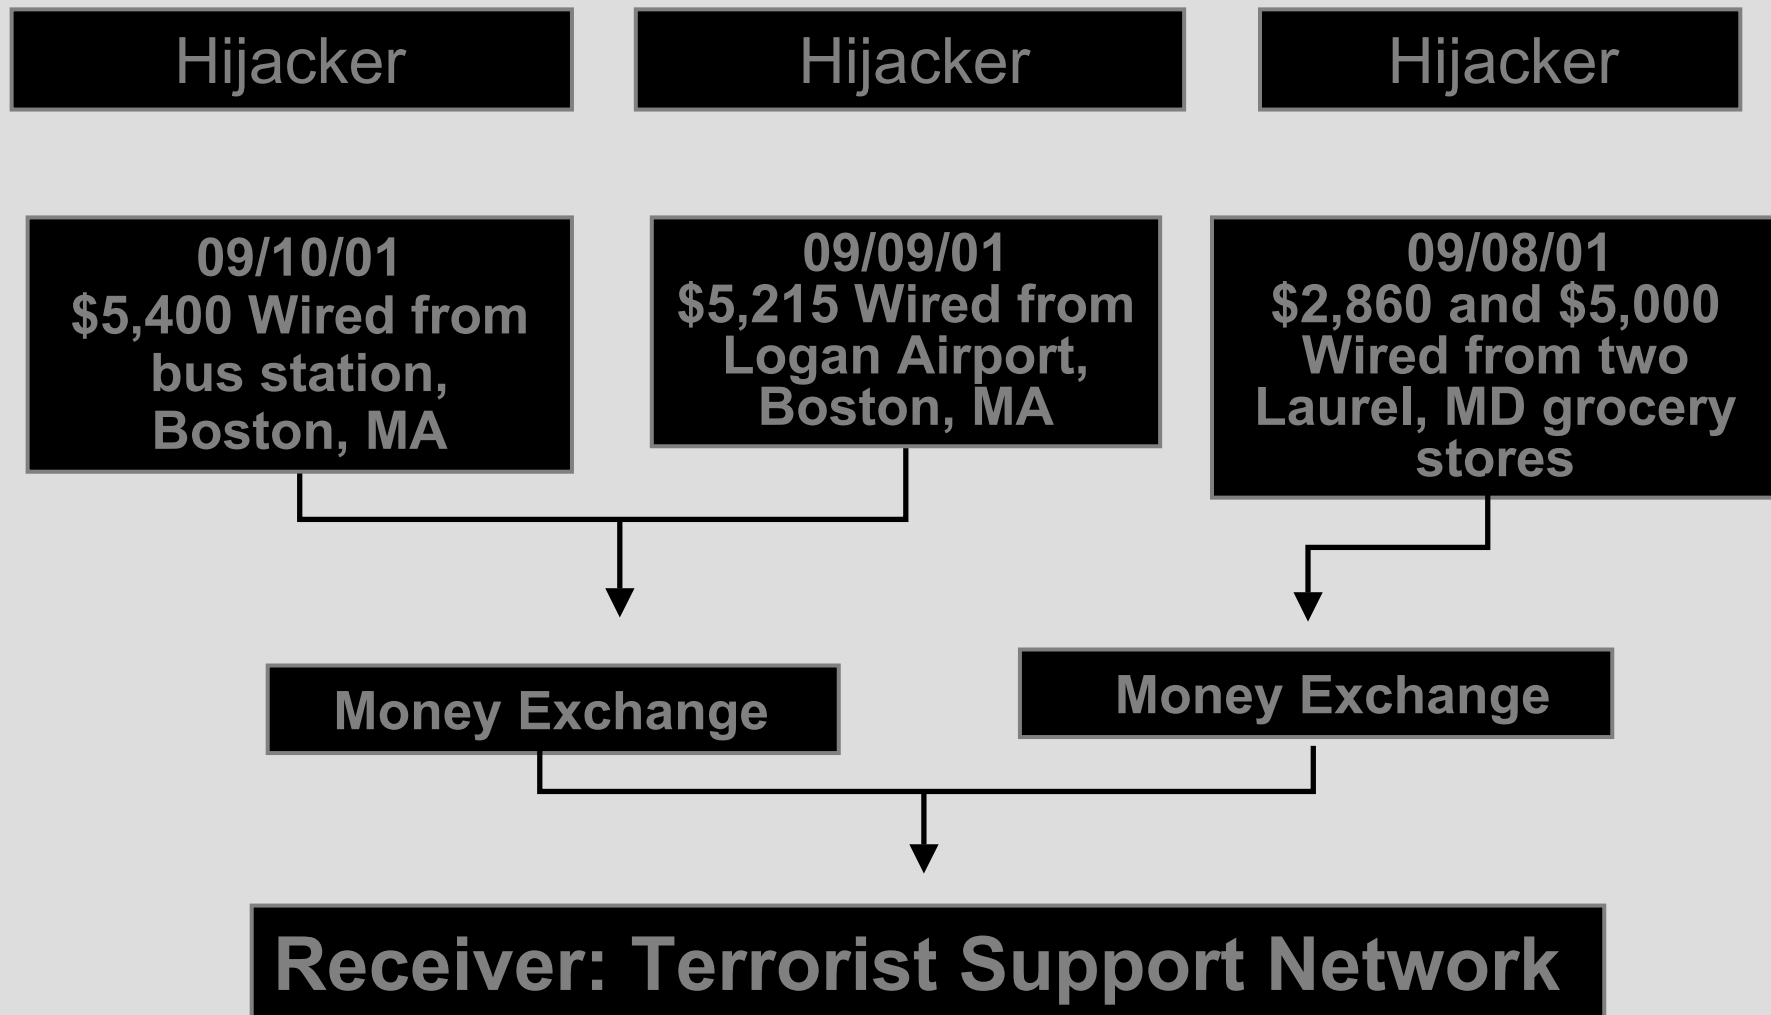 Hijacker
Hijacker
Hijacker
09/10/01
$5,400 Wired from
bus station,
Boston, MA
09/09/01
$5,215 Wired from
Logan Airport,
Boston, MA
09/08/01
$2,860 and $5,000
Wired from two
Laurel, MD grocery
stores
Money Exchange
Money Exchange
Receiver: Terrorist Support Network